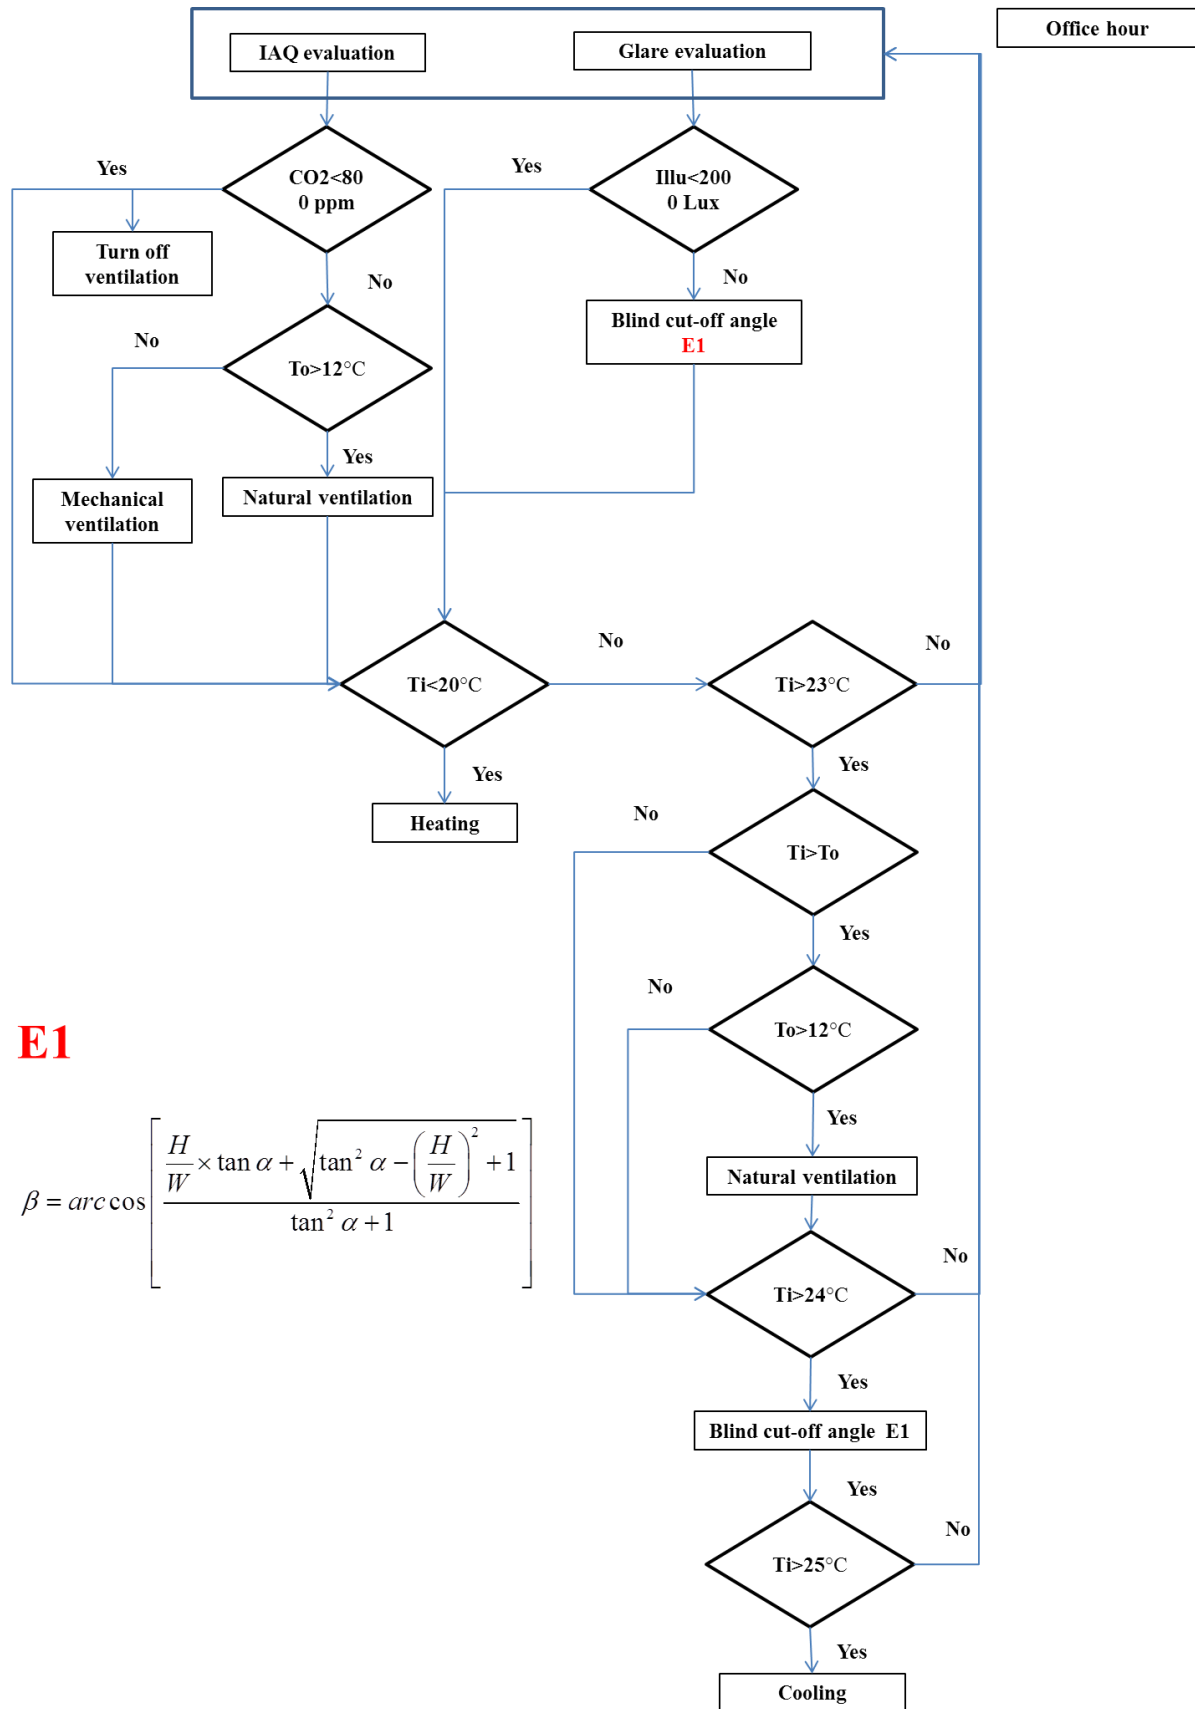 Office hour
IAQ evaluation
Glare evaluation
Yes
CO2<80
0 ppm
Yes
Illu<200
0 Lux
Turn off
ventilation
No
No
Blind cut-off angle
E1
No
To>12°C
Yes
Mechanical
ventilation
Natural ventilation
Ti<20°C
No
Ti>23°C
No
Yes
Heating
Yes
No
Ti>To
Yes
No
To>12°C
Yes
E1
β = arc cos [ ( H/W × tan α + √( tan² α − (H/W)² + 1 ) ) / ( tan² α + 1 ) ]
Natural ventilation
Ti>24°C
No
Yes
Blind cut-off angle E1
Yes
Ti>25°C
No
Yes
Cooling